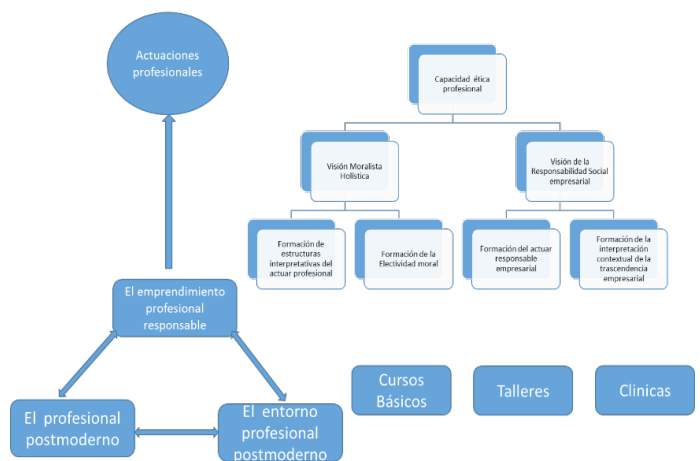 Actuaciones
profesionales
Capacidad ética
profesional
Visión Moralista
Holística
Visión de la
Responsabilidad Social
empresarial
Formación de
estructuras
interpretativas del
actuar profesional
Formación de la
Electividad moral
Formación del actuar
responsable
empresarial
Formación de la
interpretación
contextual de la
trascendencia
empresarial
El emprendimiento
profesional
responsable
El profesional
postmoderno
El entorno
profesional
postmoderno
Cursos
Básicos
Talleres
Clinicas